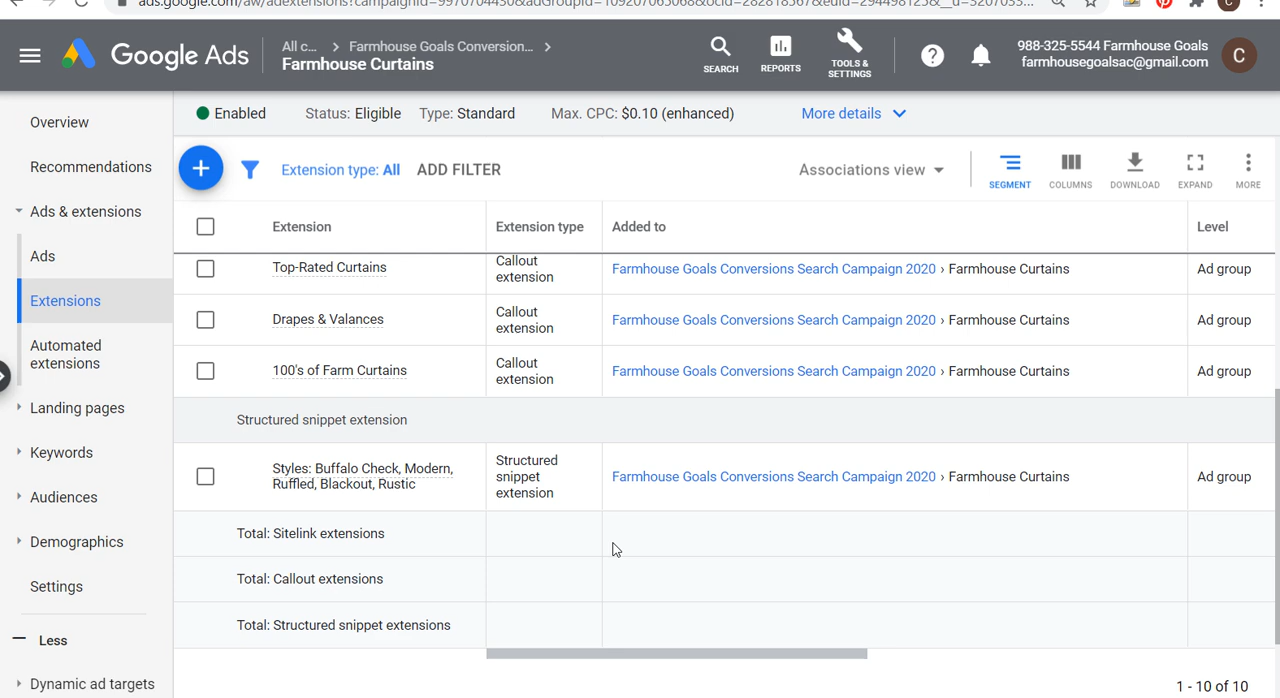 Google Ads
All c... > Farmhouse Goals Conversion... >
Farmhouse Curtains
SEARCH
REPORTS
TOOLS &
SETTINGS
988-325-5544 Farmhouse Goals
farmhousegoalsac@gmail.com
C
Overview
Recommendations
Ads & extensions
Ads
Extensions
Automated
extensions
Landing pages
Keywords
Audiences
Demographics
Settings
Less
Dynamic ad targets
Enabled Status: Eligible Type: Standard Max. CPC: $0.10 (enhanced) More details
Extension type: All ADD FILTER
Associations view
SEGMENT
COLUMNS
DOWNLOAD
EXPAND
MORE
Extension Extension type Added to Level
Top-Rated Curtains
Callout
extension
Farmhouse Goals Conversions Search Campaign 2020 › Farmhouse Curtains
Ad group
Drapes & Valances
Callout
extension
Farmhouse Goals Conversions Search Campaign 2020 › Farmhouse Curtains
Ad group
100's of Farm Curtains
Callout
extension
Farmhouse Goals Conversions Search Campaign 2020 › Farmhouse Curtains
Ad group
Structured snippet extension
Styles: Buffalo Check, Modern,
Ruffled, Blackout, Rustic
Structured
snippet
extension
Farmhouse Goals Conversions Search Campaign 2020 › Farmhouse Curtains
Ad group
Total: Sitelink extensions
Total: Callout extensions
Total: Structured snippet extensions
1 - 10 of 10